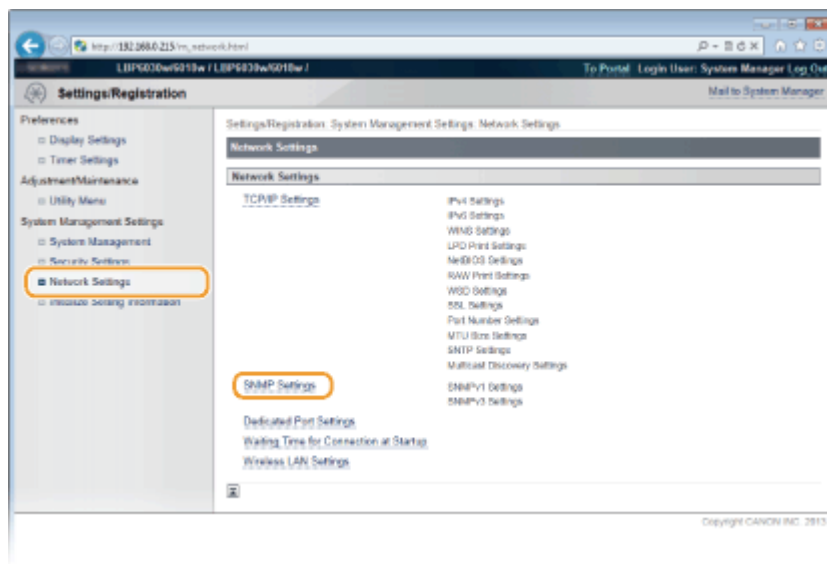 http://192.168.0.215/m_network.html
LBP6030w/6018w / LBP6030w/6018w /
To Portal Login User: System Manager Log Out
Settings/Registration
Mail to System Manager
Preferences
Display Settings
Timer Settings
Adjustment/Maintenance
Utility Menu
System Management Settings
System Management
Security Settings
Network Settings
Initialize Setting Information
Settings/Registration: System Management Settings: Network Settings
Network Settings
Network Settings
TCP/IP Settings
IPv4 Settings
IPv6 Settings
WINS Settings
LPD Print Settings
NetBIOS Settings
RAW Print Settings
WSD Settings
SSL Settings
Port Number Settings
MTU Size Settings
SNTP Settings
Multicast Discovery Settings
SNMP Settings
SNMPv1 Settings
SNMPv3 Settings
Dedicated Port Settings
Waiting Time for Connection at Startup
Wireless LAN Settings
Copyright CANON INC. 2013